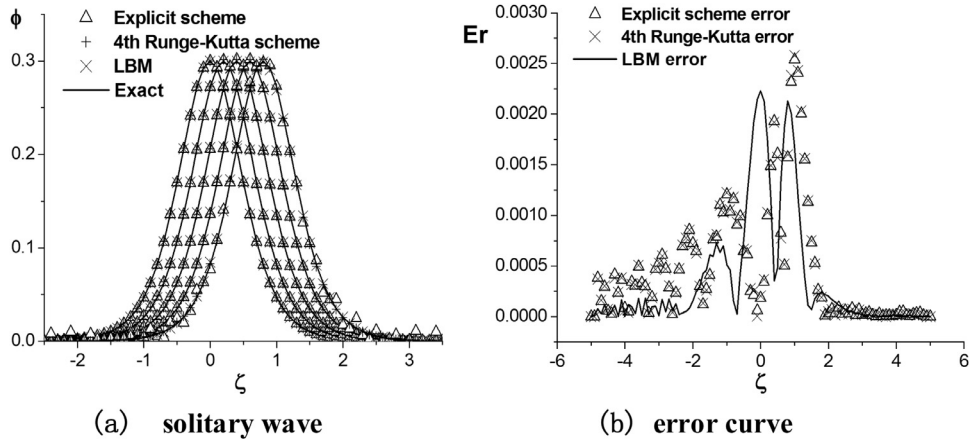 ϕ
Explicit scheme
4th Runge-Kutta scheme
LBM
Exact
0.3
0.1
0.0
-2 -1 0 1 2 3
ζ
(a) solitary wave
Er
Explicit scheme error
4th Runge-Kutta error
LBM error
0.0030
0.0025
0.0020
0.0015
0.0010
0.0005
0.0000
-6 -4 -2 0 2 4 6
ζ
(b) error curve